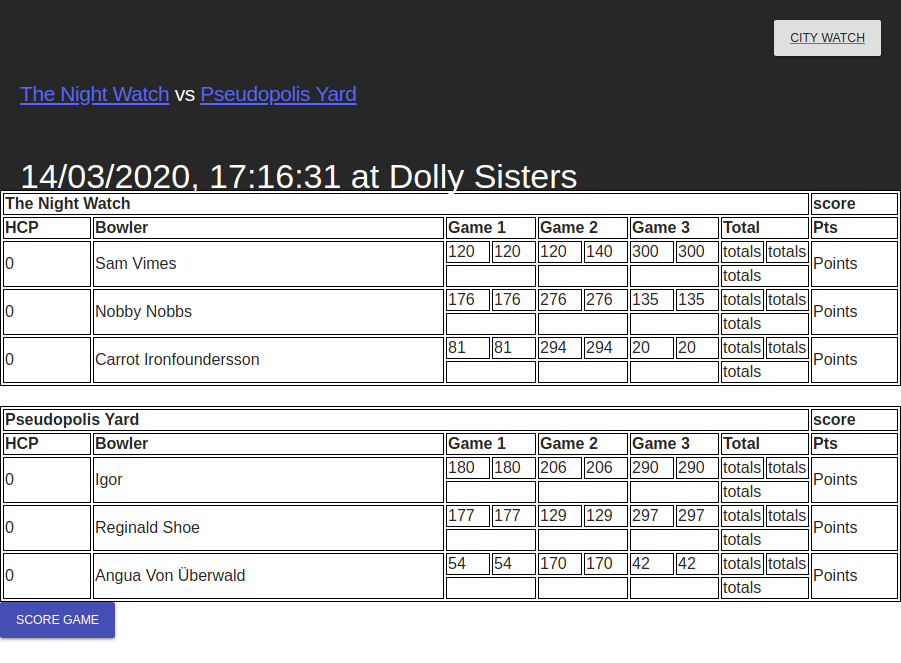 CITY WATCH
The Night Watch vs Pseudopolis Yard
14/03/2020, 17:16:31 at Dolly Sisters
The Night Watch score
HCP Bowler Game 1 Game 2 Game 3 Total Pts
0 Sam Vimes 120 120 120 140 300 300 totals totals Points
totals
0 Nobby Nobbs 176 176 276 276 135 135 totals totals Points
totals
0 Carrot Ironfoundersson 81 81 294 294 20 20 totals totals Points
totals
Pseudopolis Yard score
HCP Bowler Game 1 Game 2 Game 3 Total Pts
0 Igor 180 180 206 206 290 290 totals totals Points
totals
0 Reginald Shoe 177 177 129 129 297 297 totals totals Points
totals
0 Angua Von Überwald 54 54 170 170 42 42 totals totals Points
totals
SCORE GAME